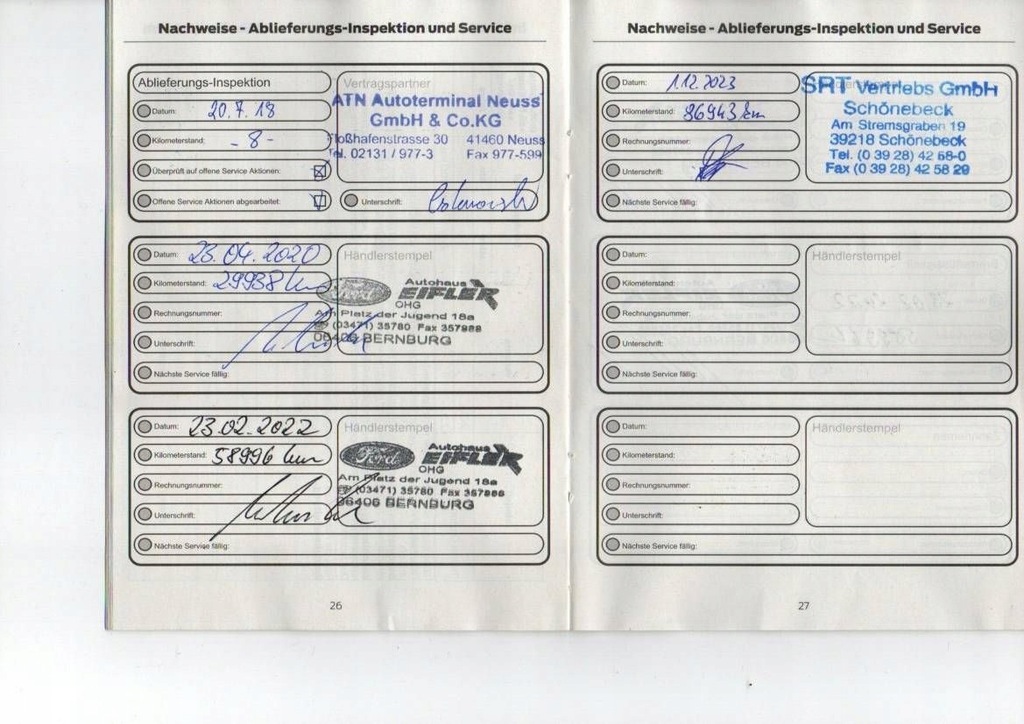 Nachweise - Ablieferungs-Inspektion und Service
Ablieferungs-Inspektion
Datum: 20.7.18
Kilometerstand: - 8 -
Überprüft auf offene Service Aktionen:
Offene Service Aktionen abgearbeitet:
Vertragspartner
ATN Autoterminal Neuss
GmbH & Co.KG
Floßhafenstrasse 30 41460 Neuss
Tel. 02131 / 977-3 Fax 977-599
Unterschrift:
Datum: 23.04.2020
Kilometerstand: 29938 km
Rechnungsnummer:
Unterschrift:
Nächste Service fällig:
Händlerstempel
Ford
Autohaus
EIFLER
OHG
Am Platz der Jugend 18a
(03471) 35780 Fax 357988
06406 BERNBURG
Datum: 23.02.2022
Kilometerstand: 58996 km
Rechnungsnummer:
Unterschrift:
Nächste Service fällig:
Händlerstempel
Ford
Autohaus
EIFLER
OHG
Am Platz der Jugend 18a
(03471) 35780 Fax 357988
06406 BERNBURG
26
Nachweise - Ablieferungs-Inspektion und Service
Datum: 1.12.2023
Kilometerstand: 86943 km
Rechnungsnummer:
Unterschrift:
Nächste Service fällig:
SRT Vertriebs GmbH
Schönebeck
Am Stremsgraben 19
39218 Schönebeck
Tel. (0 39 28) 42 58-0
Fax (0 39 28) 42 58 29
Datum:
Kilometerstand:
Rechnungsnummer:
Unterschrift:
Nächste Service fällig:
Händlerstempel
Datum:
Kilometerstand:
Rechnungsnummer:
Unterschrift:
Nächste Service fällig:
Händlerstempel
27